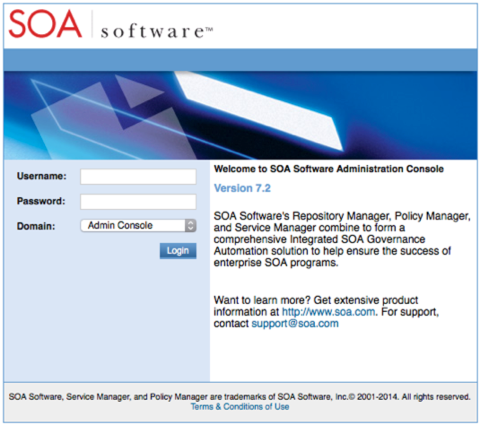 SOA software™
Username:
Welcome to SOA Software Administration Console
Version 7.2
Password:
Domain:
Admin Console
Login
SOA Software's Repository Manager, Policy Manager,
and Service Manager combine to form a
comprehensive Integrated SOA Governance
Automation solution to help ensure the success of
enterprise SOA programs.
Want to learn more? Get extensive product
information at http://www.soa.com. For support,
contact support@soa.com
SOA Software, Service Manager, and Policy Manager are trademarks of SOA Software, Inc.© 2001-2014. All rights reserved.
Terms & Conditions of Use